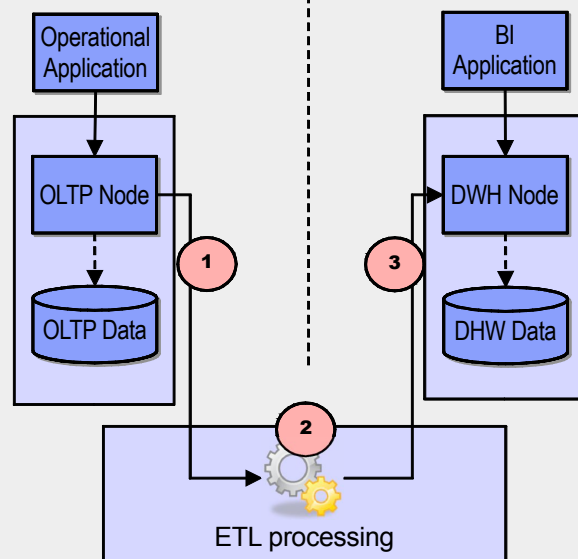 Operational
Application
BI
Application
OLTP Node
DWH Node
1
3
OLTP Data
DHW Data
2
ETL processing